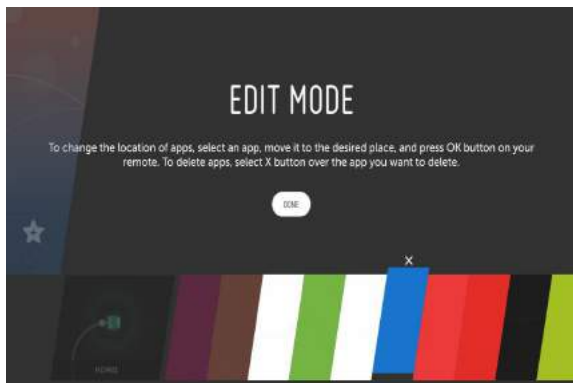 EDIT MODE
To change the location of apps, select an app, move it to the desired place, and press OK button on your
remote. To delete apps, select X button over the app you want to delete.
DONE
X
HOME